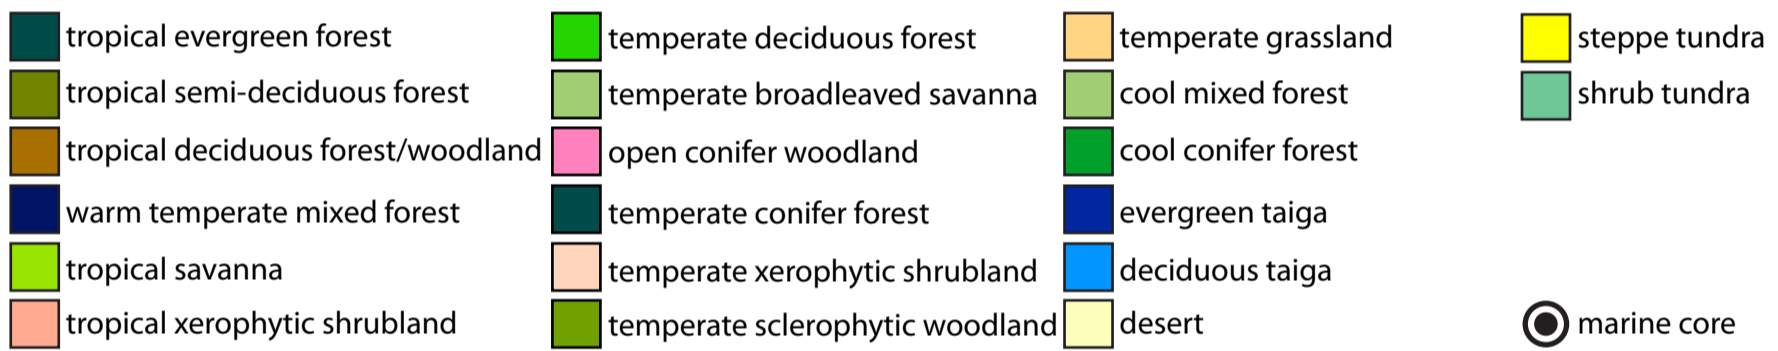 tropical evergreen forest
tropical semi-deciduous forest
tropical deciduous forest/woodland
warm temperate mixed forest
tropical savanna
tropical xerophytic shrubland
temperate deciduous forest
temperate broadleaved savanna
open conifer woodland
temperate conifer forest
temperate xerophytic shrubland
temperate sclerophytic woodland
temperate grassland
cool mixed forest
cool conifer forest
evergreen taiga
deciduous taiga
desert
steppe tundra
shrub tundra
marine core